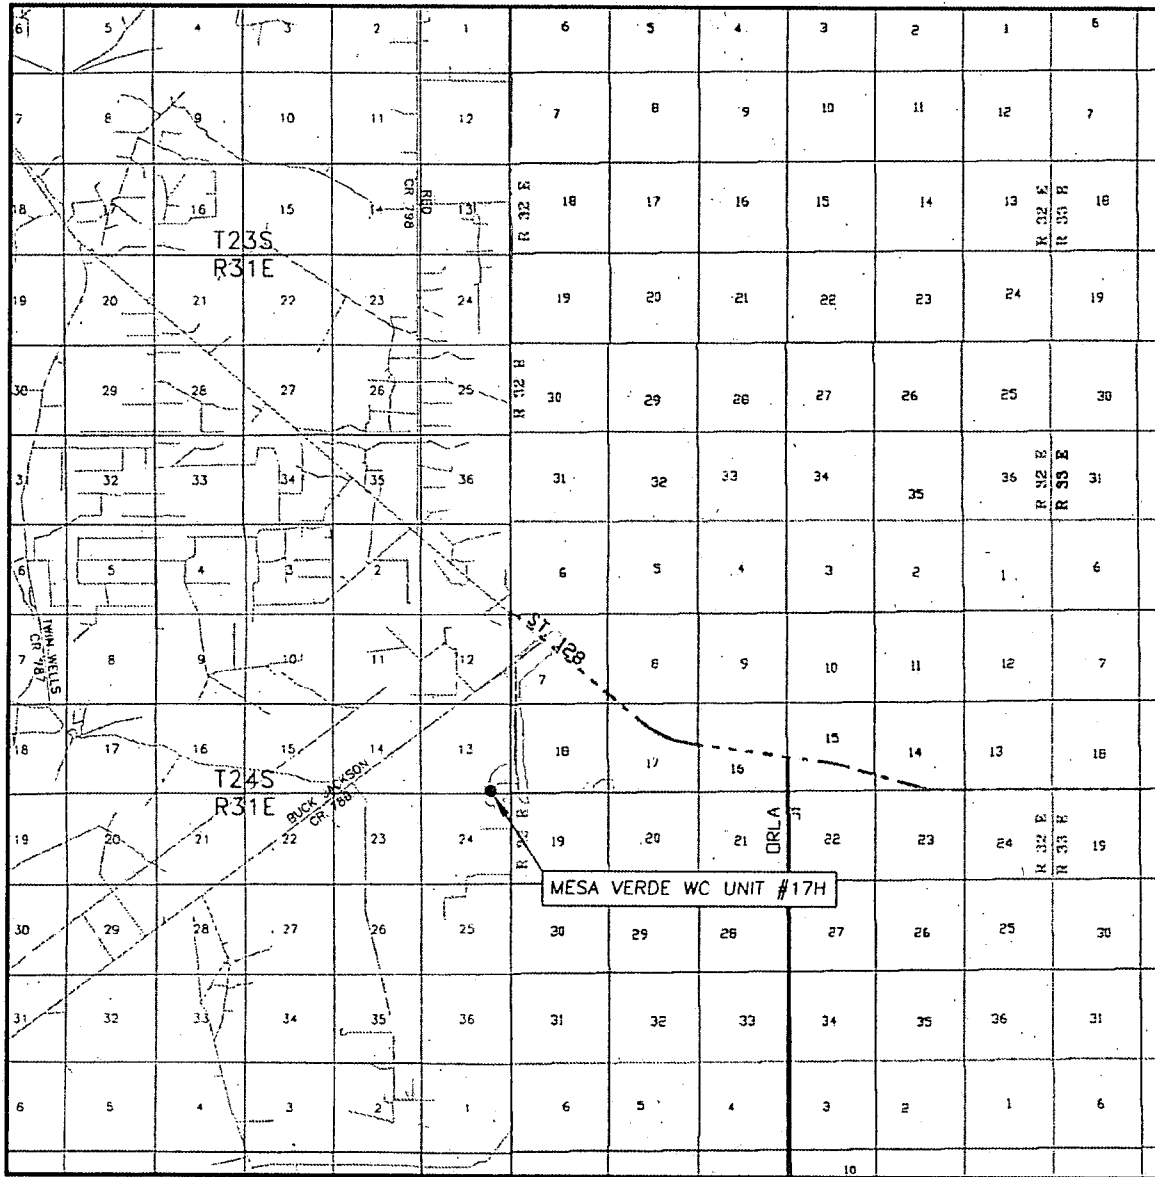 6 5 4 3 2 1 6 5 4 3 2 1 6
7 8 9 10 11 12 7 8 9 10 11 12 7
18 17 16 15 14 13 18 17 16 15 14 13 18
RED
CR 798
R 32 E
R 32 E
R 33 E
T23S
R31E
19 20 21 22 23 24 19 20 21 22 23 24 19
30 29 28 27 26 25 30 29 28 27 26 25 30
R 32 E
31 32 33 34 35 36 31 32 33 34 35 36 31
R 32 E
R 33 E
6 5 4 3 2 6 5 4 3 2 1 6
TWIN WELLS
CR 787
ST. 128
7 8 9 10 11 12 7 8 9 10 11 12 7
18 17 16 15 14 13 18 17 16 15 14 13 18
T24S
R31E
BUCK JACKSON
CR. 788
19 20 21 22 23 24 19 20 21 22 23 24 19
ORLA
R 32 E
R 33 E
MESA VERDE WC UNIT #17H
30 29 28 27 26 25 30 29 28 27 26 25 30
31 32 33 34 35 36 31 32 33 34 35 36 31
6 5 4 3 2 1 6 5 4 3 2 1 6
10